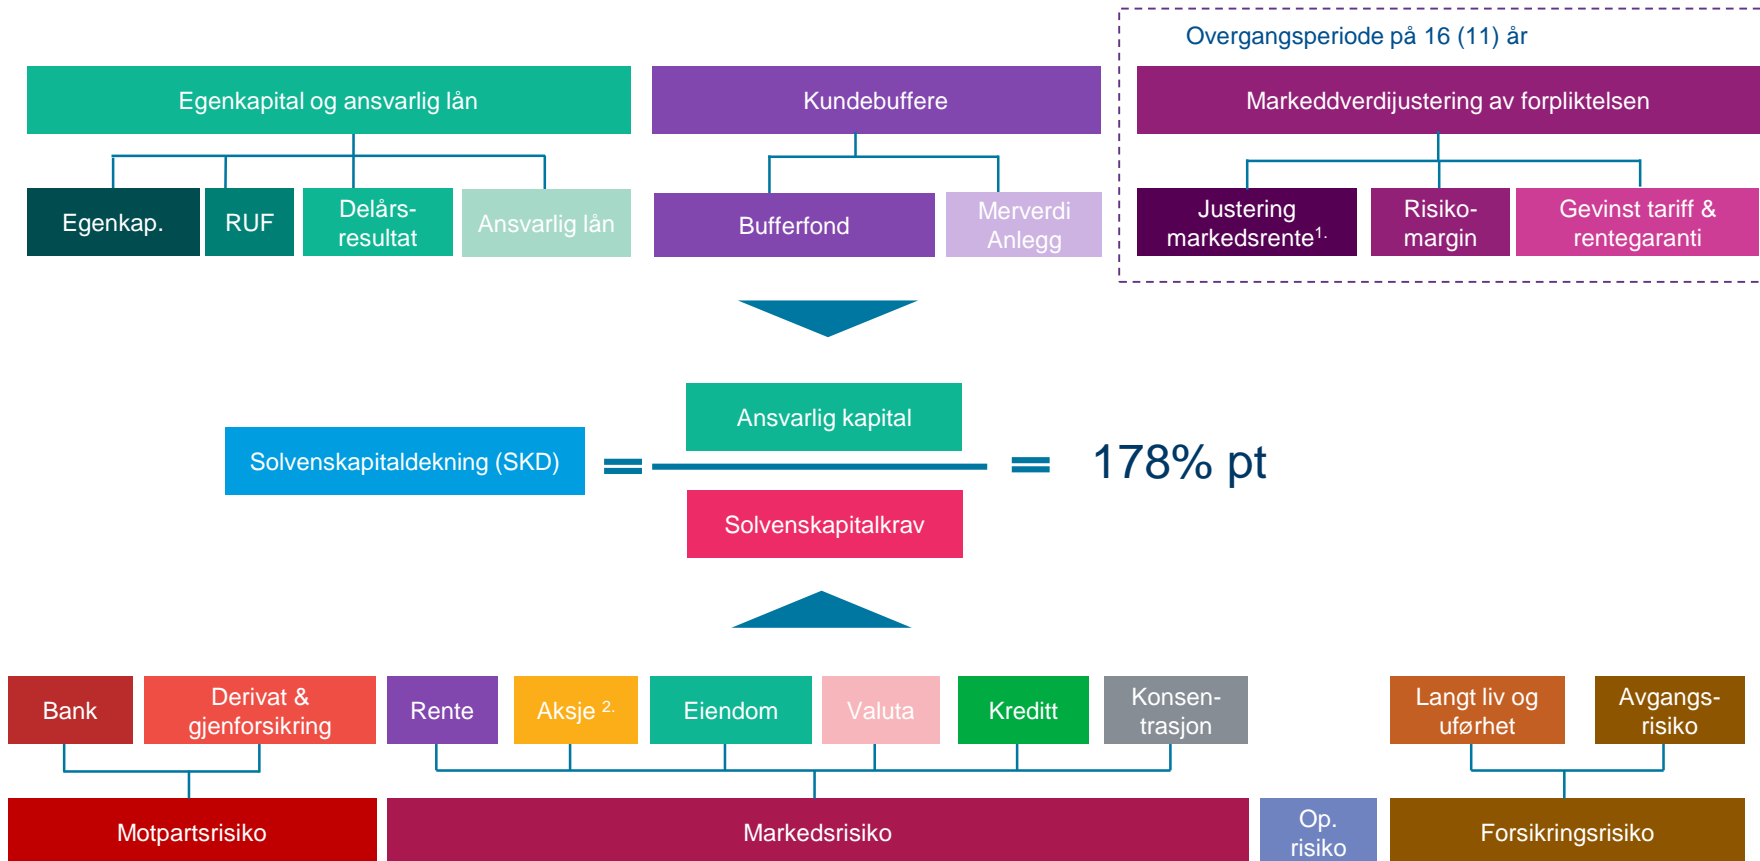 Overgangsperiode på 16 (11) år
Egenkapital og ansvarlig lån
Kundebuffere
Markeddverdijustering av forpliktelsen
Egenkap.
RUF
Delårs-
resultat
Ansvarlig lån
Bufferfond
Merverdi
Anlegg
Justering
markedsrente1.
Risiko-
margin
Gevinst tariff &
rentegaranti
Ansvarlig kapital
Solvenskapitaldekning (SKD)
=
=
178% pt
Solvenskapitalkrav
Bank
Derivat &
gjenforsikring
Rente
Aksje 2.
Eiendom
Valuta
Kreditt
Konsen-
trasjon
Langt liv og
uførhet
Avgangs-
risiko
Motpartsrisiko
Markedsrisiko
Op.
risiko
Forsikringsrisiko